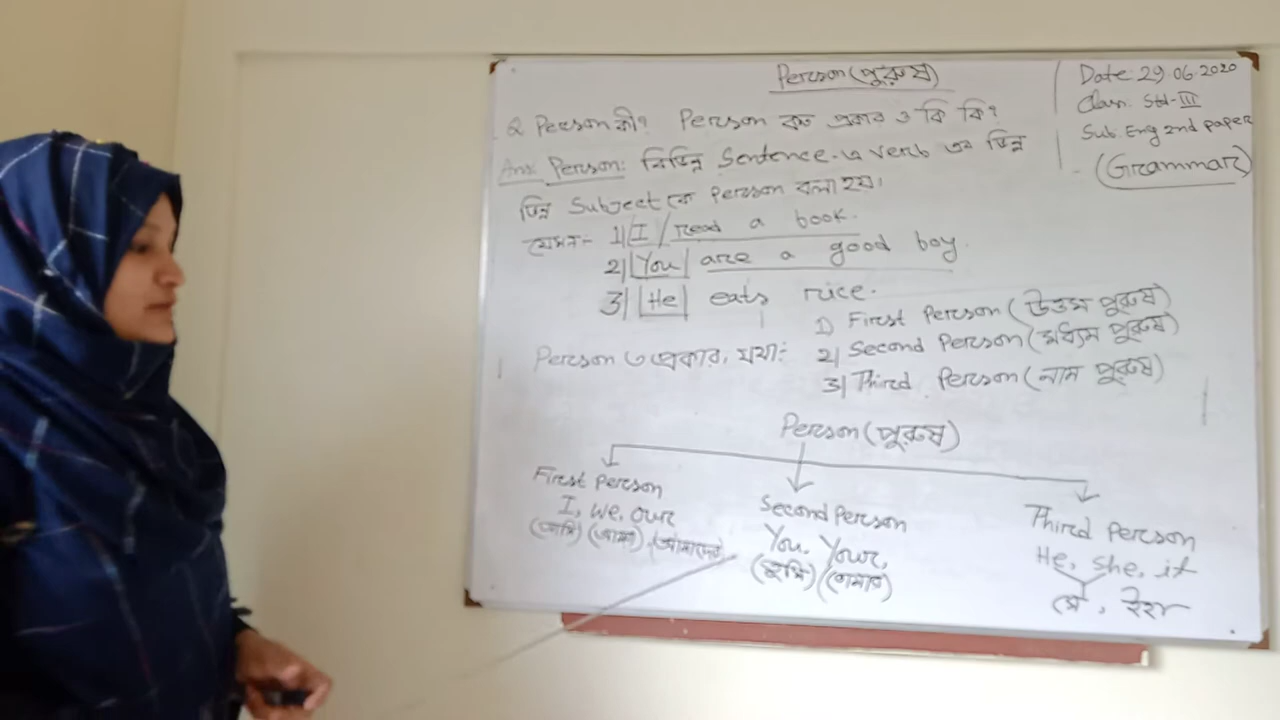 Person (পুরুষ)
Date: 29.06.2020
Class: Std-III
Sub: Eng 2nd paper
(Grammar)
Q Person কী? Person কত প্রকার ও কি কি?
Ans: Person: বিভিন্ন Sentence-এ verb এর ভিন্ন
ভিন্ন Subject কে Person বলা হয়।
যেমন:- 1| I read a book.
2| You are a good boy.
3| He eats rice.
Person ৩ প্রকার, যথা:
1) First Person (উত্তম পুরুষ)
2| Second Person (মধ্যম পুরুষ)
3| Third Person (নাম পুরুষ)
Person (পুরুষ)
First Person
I, we, our
(আমি) (আমরা) (আমাদের)
Second Person
You, Your,
(তুমি) (তোমার)
Third Person
He, She, it
সে, ইহা